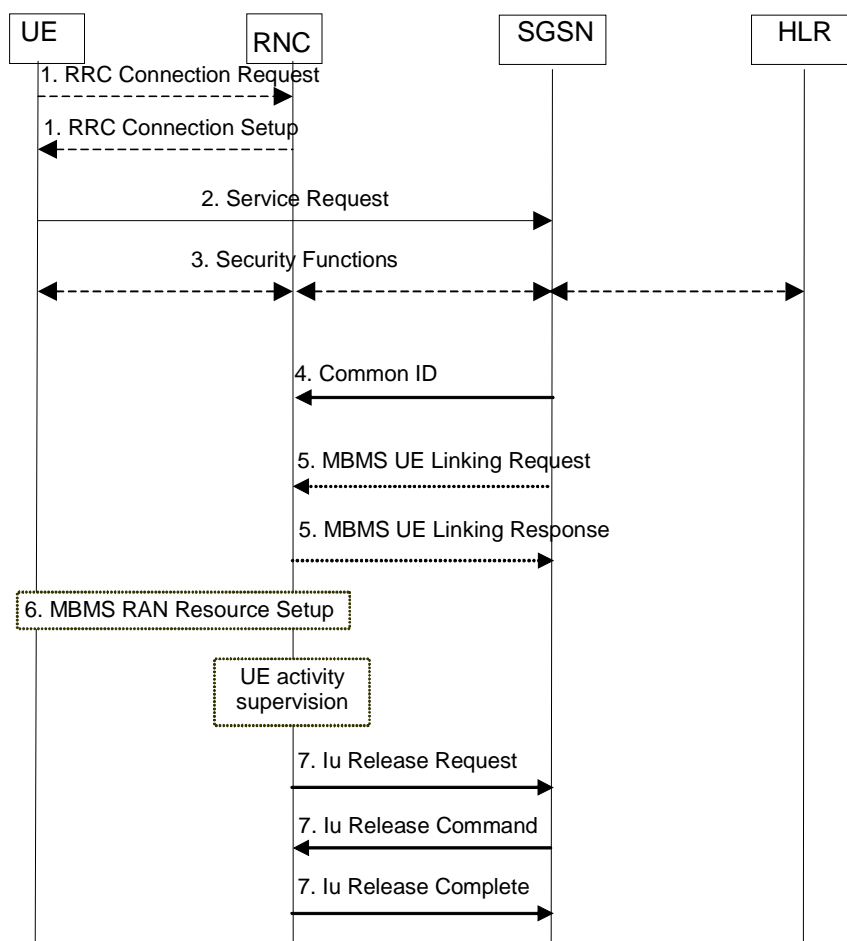 UE
RNC
SGSN
HLR
1. RRC Connection Request
1. RRC Connection Setup
2. Service Request
3. Security Functions
4. Common ID
5. MBMS UE Linking Request
5. MBMS UE Linking Response
6. MBMS RAN Resource Setup
UE activity
supervision
7. Iu Release Request
7. Iu Release Command
7. Iu Release Complete